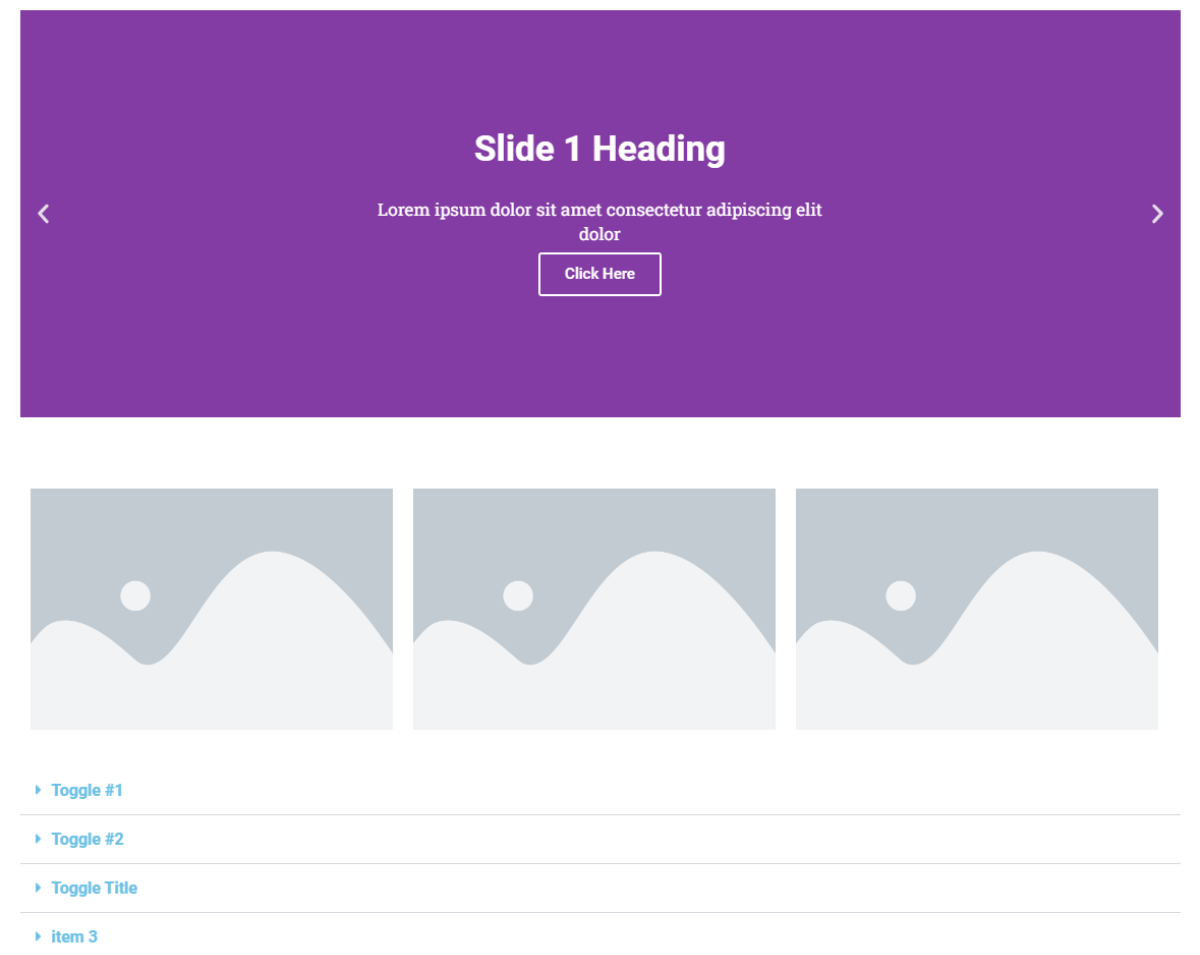 Slide 1 Heading
Lorem ipsum dolor sit amet consectetur adipiscing elit
dolor
Click Here
Toggle #1
Toggle #2
Toggle Title
item 3